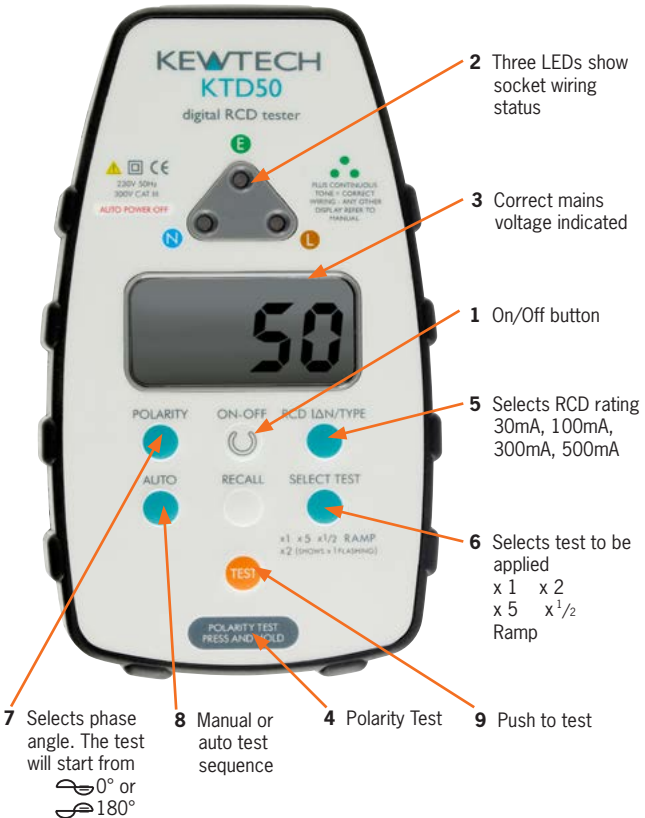 KEWTECH
KTD50
digital RCD tester
E
230V 50Hz
300V CAT III
AUTO POWER OFF
PLUS CONTINUOUS
TONE = CORRECT
WIRING - ANY OTHER
DISPLAY REFER TO
MANUAL
N
L
50
POLARITY
ON-OFF
RCD I∆N/TYPE
AUTO
RECALL
SELECT TEST
x1 x5 x1/2 RAMP
x2 (SHOWS x1 FLASHING)
TEST
POLARITY TEST
PRESS AND HOLD
2 Three LEDs show
socket wiring
status
3 Correct mains
voltage indicated
1 On/Off button
5 Selects RCD rating
30mA, 100mA,
300mA, 500mA
6 Selects test to be
applied
x 1 x 2
x 5 x 1/2
Ramp
7 Selects phase
angle. The test
will start from
0° or
180°
8 Manual or
auto test
sequence
4 Polarity Test
9 Push to test